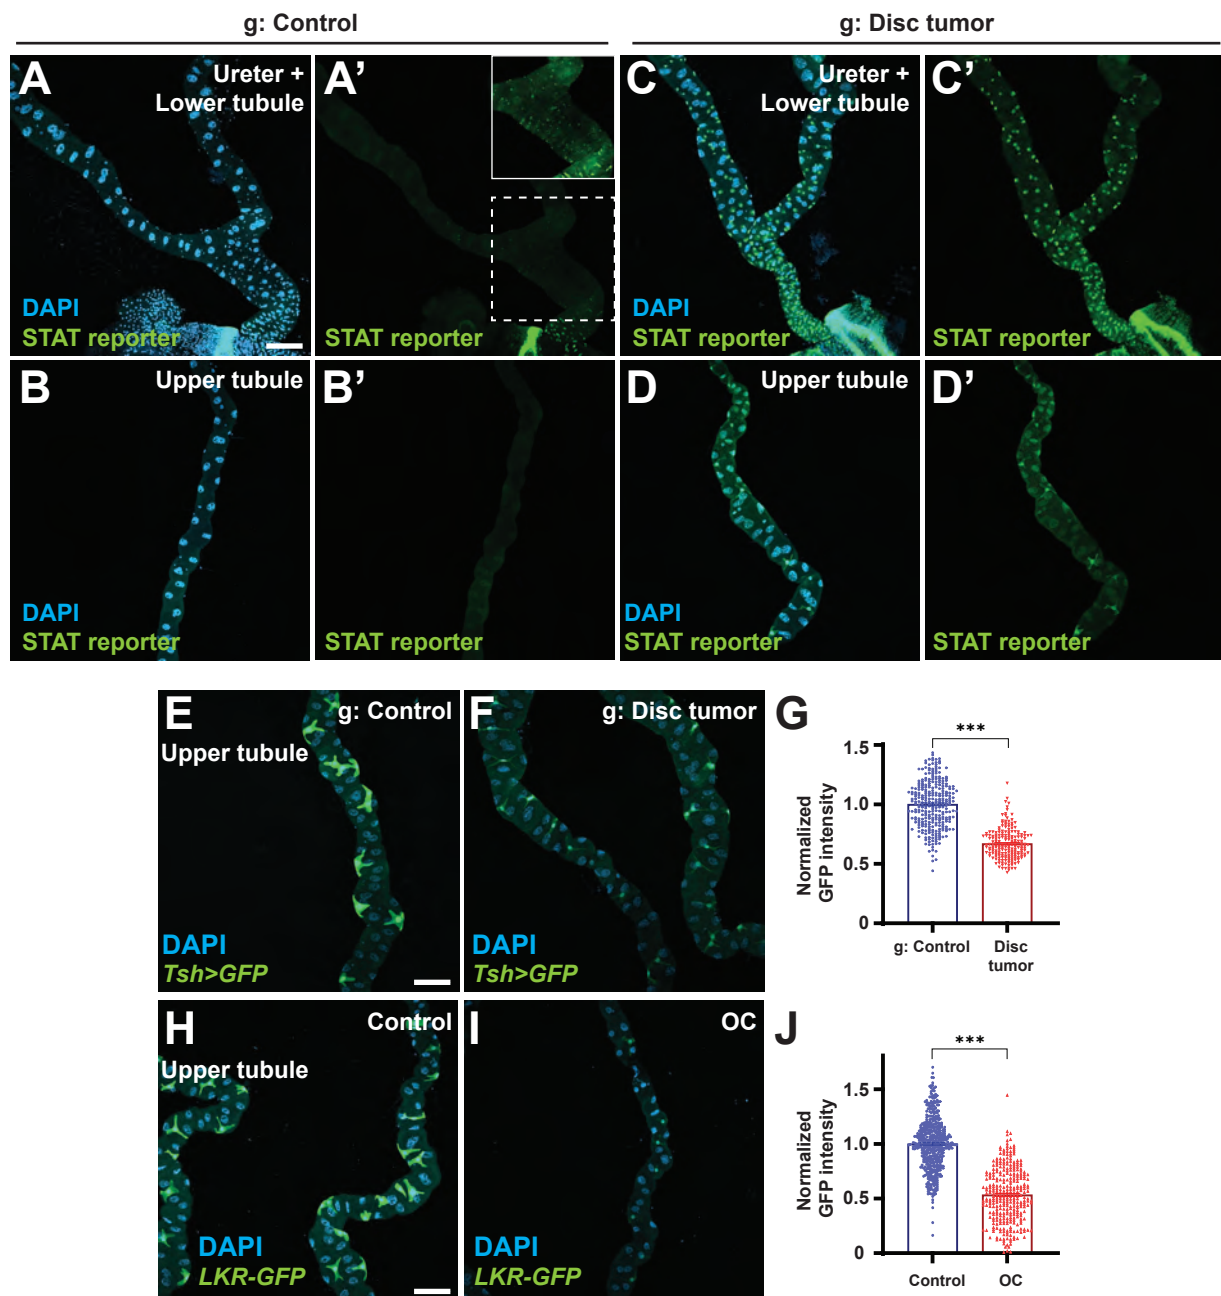 g: Control
g: Disc tumor
A
Ureter +
Lower tubule
DAPI
STAT reporter
A’
STAT reporter
C
Ureter +
Lower tubule
DAPI
STAT reporter
C’
STAT reporter
B
Upper tubule
DAPI
STAT reporter
B’
STAT reporter
D
Upper tubule
DAPI
STAT reporter
D’
STAT reporter
E
g: Control
Upper tubule
DAPI
Tsh>GFP
F
g: Disc tumor
DAPI
Tsh>GFP
G
***
Normalized
GFP intensity
1.5
1.0
0.5
0
g: Control
Disc
tumor
H
Control
Upper tubule
DAPI
LKR-GFP
I
OC
DAPI
LKR-GFP
J
***
Normalized
GFP intensity
1.5
1.0
0.5
0
Control
OC